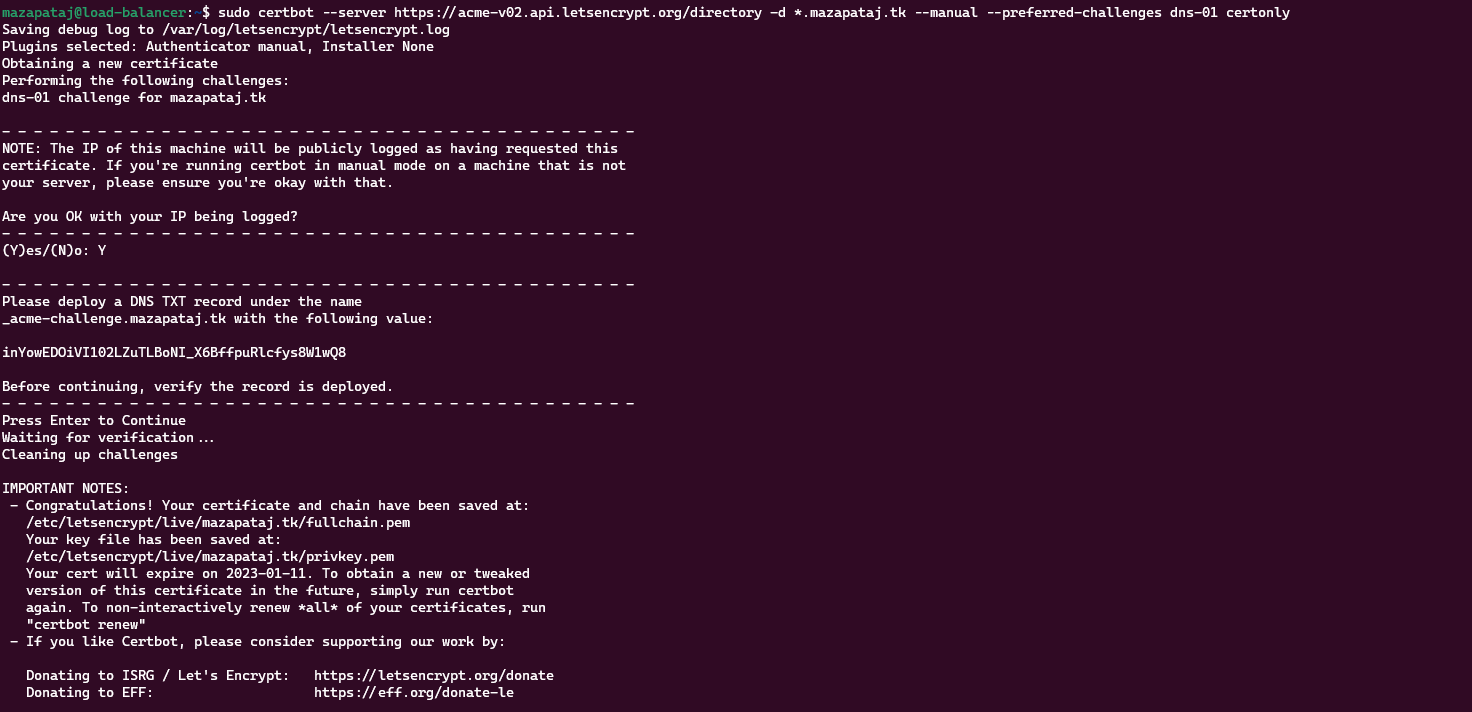 mazapataj@load-balancer:~$ sudo certbot --server https://acme-v02.api.letsencrypt.org/directory -d *.mazapataj.tk --manual --preferred-challenges dns-01 certonly
Saving debug log to /var/log/letsencrypt/letsencrypt.log
Plugins selected: Authenticator manual, Installer None
Obtaining a new certificate
Performing the following challenges:
dns-01 challenge for mazapataj.tk
- - - - - - - - - - - - - - - - - - - - - - - - - - - - - - - - - - - - - - - -
NOTE: The IP of this machine will be publicly logged as having requested this
certificate. If you're running certbot in manual mode on a machine that is not
your server, please ensure you're okay with that.
Are you OK with your IP being logged?
- - - - - - - - - - - - - - - - - - - - - - - - - - - - - - - - - - - - - - - -
(Y)es/(N)o: Y
- - - - - - - - - - - - - - - - - - - - - - - - - - - - - - - - - - - - - - - -
Please deploy a DNS TXT record under the name
_acme-challenge.mazapataj.tk with the following value:
inYowEDOiVI102LZuTLBoNI_X6BffpuRlcfys8W1wQ8
Before continuing, verify the record is deployed.
- - - - - - - - - - - - - - - - - - - - - - - - - - - - - - - - - - - - - - - -
Press Enter to Continue
Waiting for verification...
Cleaning up challenges
IMPORTANT NOTES:
- Congratulations! Your certificate and chain have been saved at:
/etc/letsencrypt/live/mazapataj.tk/fullchain.pem
Your key file has been saved at:
/etc/letsencrypt/live/mazapataj.tk/privkey.pem
Your cert will expire on 2023-01-11. To obtain a new or tweaked
version of this certificate in the future, simply run certbot
again. To non-interactively renew *all* of your certificates, run
"certbot renew"
- If you like Certbot, please consider supporting our work by:
Donating to ISRG / Let's Encrypt: https://letsencrypt.org/donate
Donating to EFF: https://eff.org/donate-le